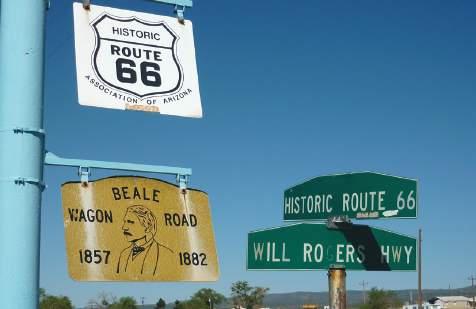 HISTORIC
ROUTE
66
ASSOCIATION OF ARIZONA
BEALE
WAGON ROAD
1857 1882
HISTORIC ROUTE 66
WILL ROGERS HWY